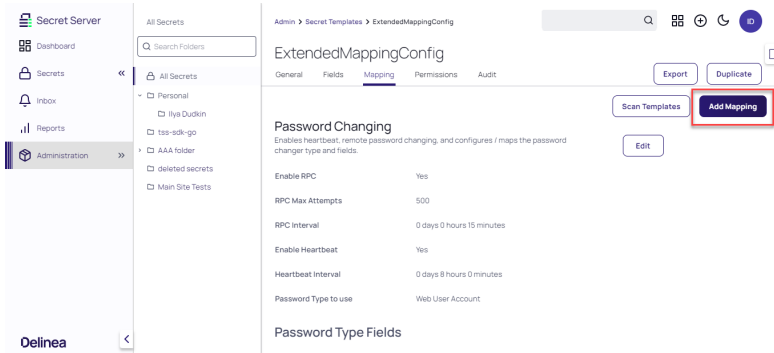 Secret Server
Dashboard
Secrets
Inbox
Reports
Administration
Delinea
All Secrets
Search Folders
All Secrets
Personal
Ilya Dudkin
tss-sdk-go
AAA folder
deleted secrets
Main Site Tests
Admin > Secret Templates > ExtendedMappingConfig
ID
ExtendedMappingConfig
General Fields Mapping Permissions Audit
Export Duplicate
Scan Templates Add Mapping
Password Changing
Enables heartbeat, remote password changing, and configures / maps the password
changer type and fields.
Edit
Enable RPC Yes
RPC Max Attempts 500
RPC Interval 0 days 0 hours 15 minutes
Enable Heartbeat Yes
Heartbeat Interval 0 days 8 hours 0 minutes
Password Type to use Web User Account
Password Type Fields